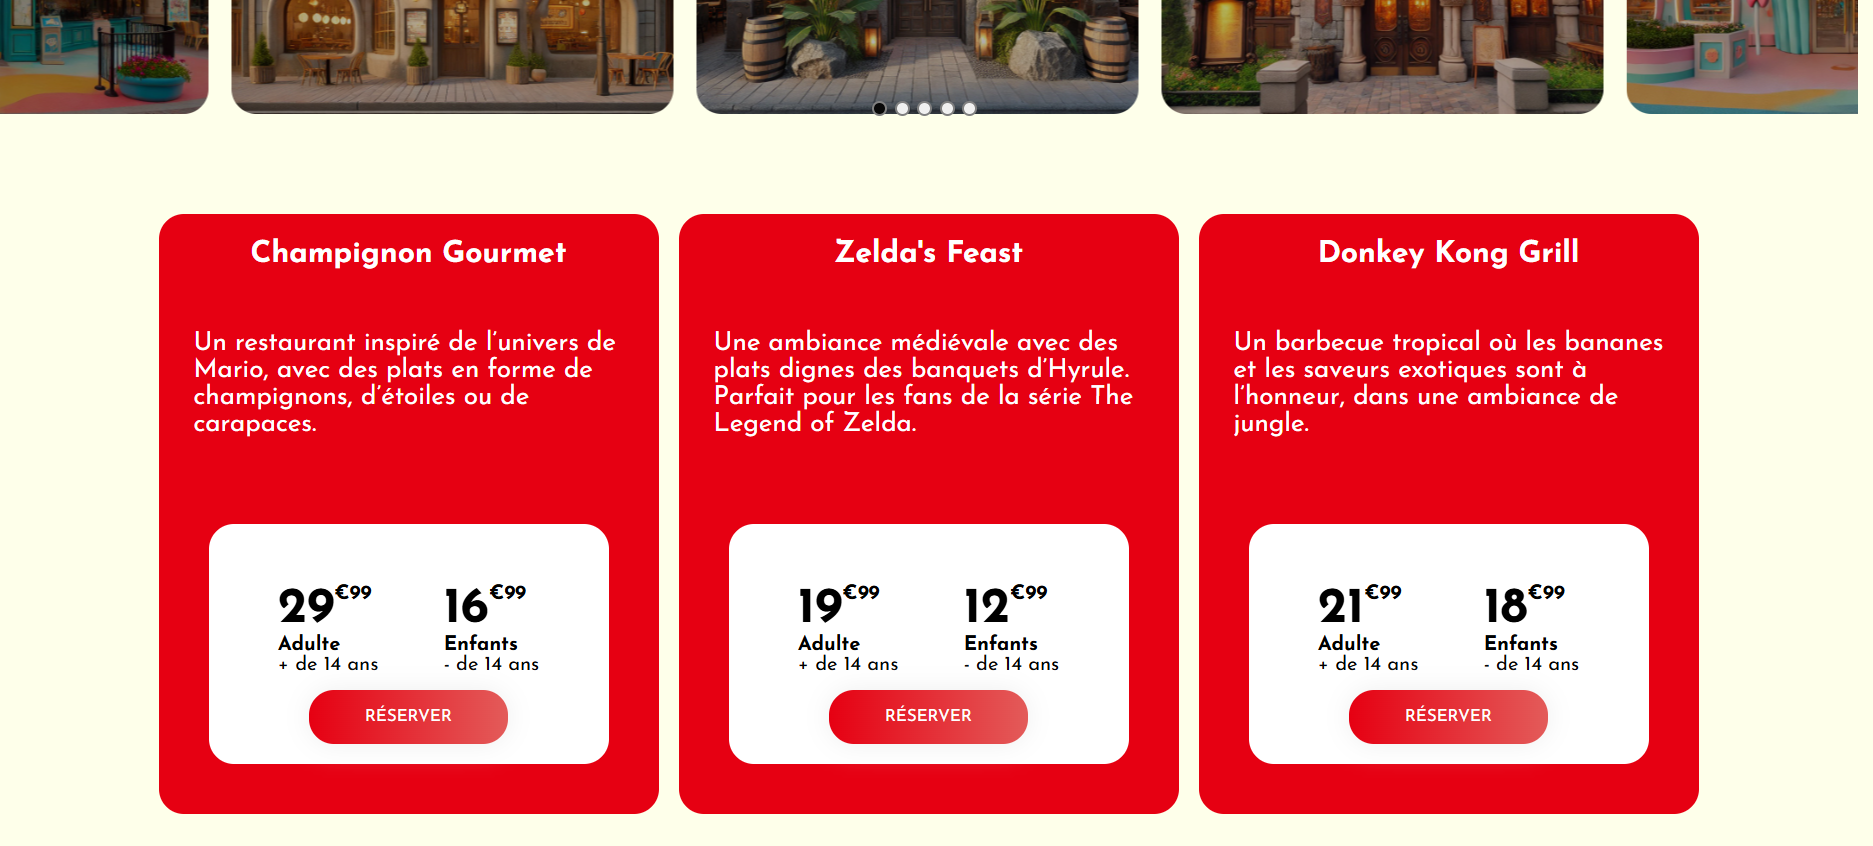 Champignon Gourmet
Un restaurant inspiré de l’univers de
Mario, avec des plats en forme de
champignons, d’étoiles ou de
carapaces.
29€99
Adulte
+ de 14 ans
16€99
Enfants
- de 14 ans
RÉSERVER
Zelda's Feast
Une ambiance médiévale avec des
plats dignes des banquets d’Hyrule.
Parfait pour les fans de la série The
Legend of Zelda.
19€99
Adulte
+ de 14 ans
12€99
Enfants
- de 14 ans
RÉSERVER
Donkey Kong Grill
Un barbecue tropical où les bananes
et les saveurs exotiques sont à
l’honneur, dans une ambiance de
jungle.
21€99
Adulte
+ de 14 ans
18€99
Enfants
- de 14 ans
RÉSERVER